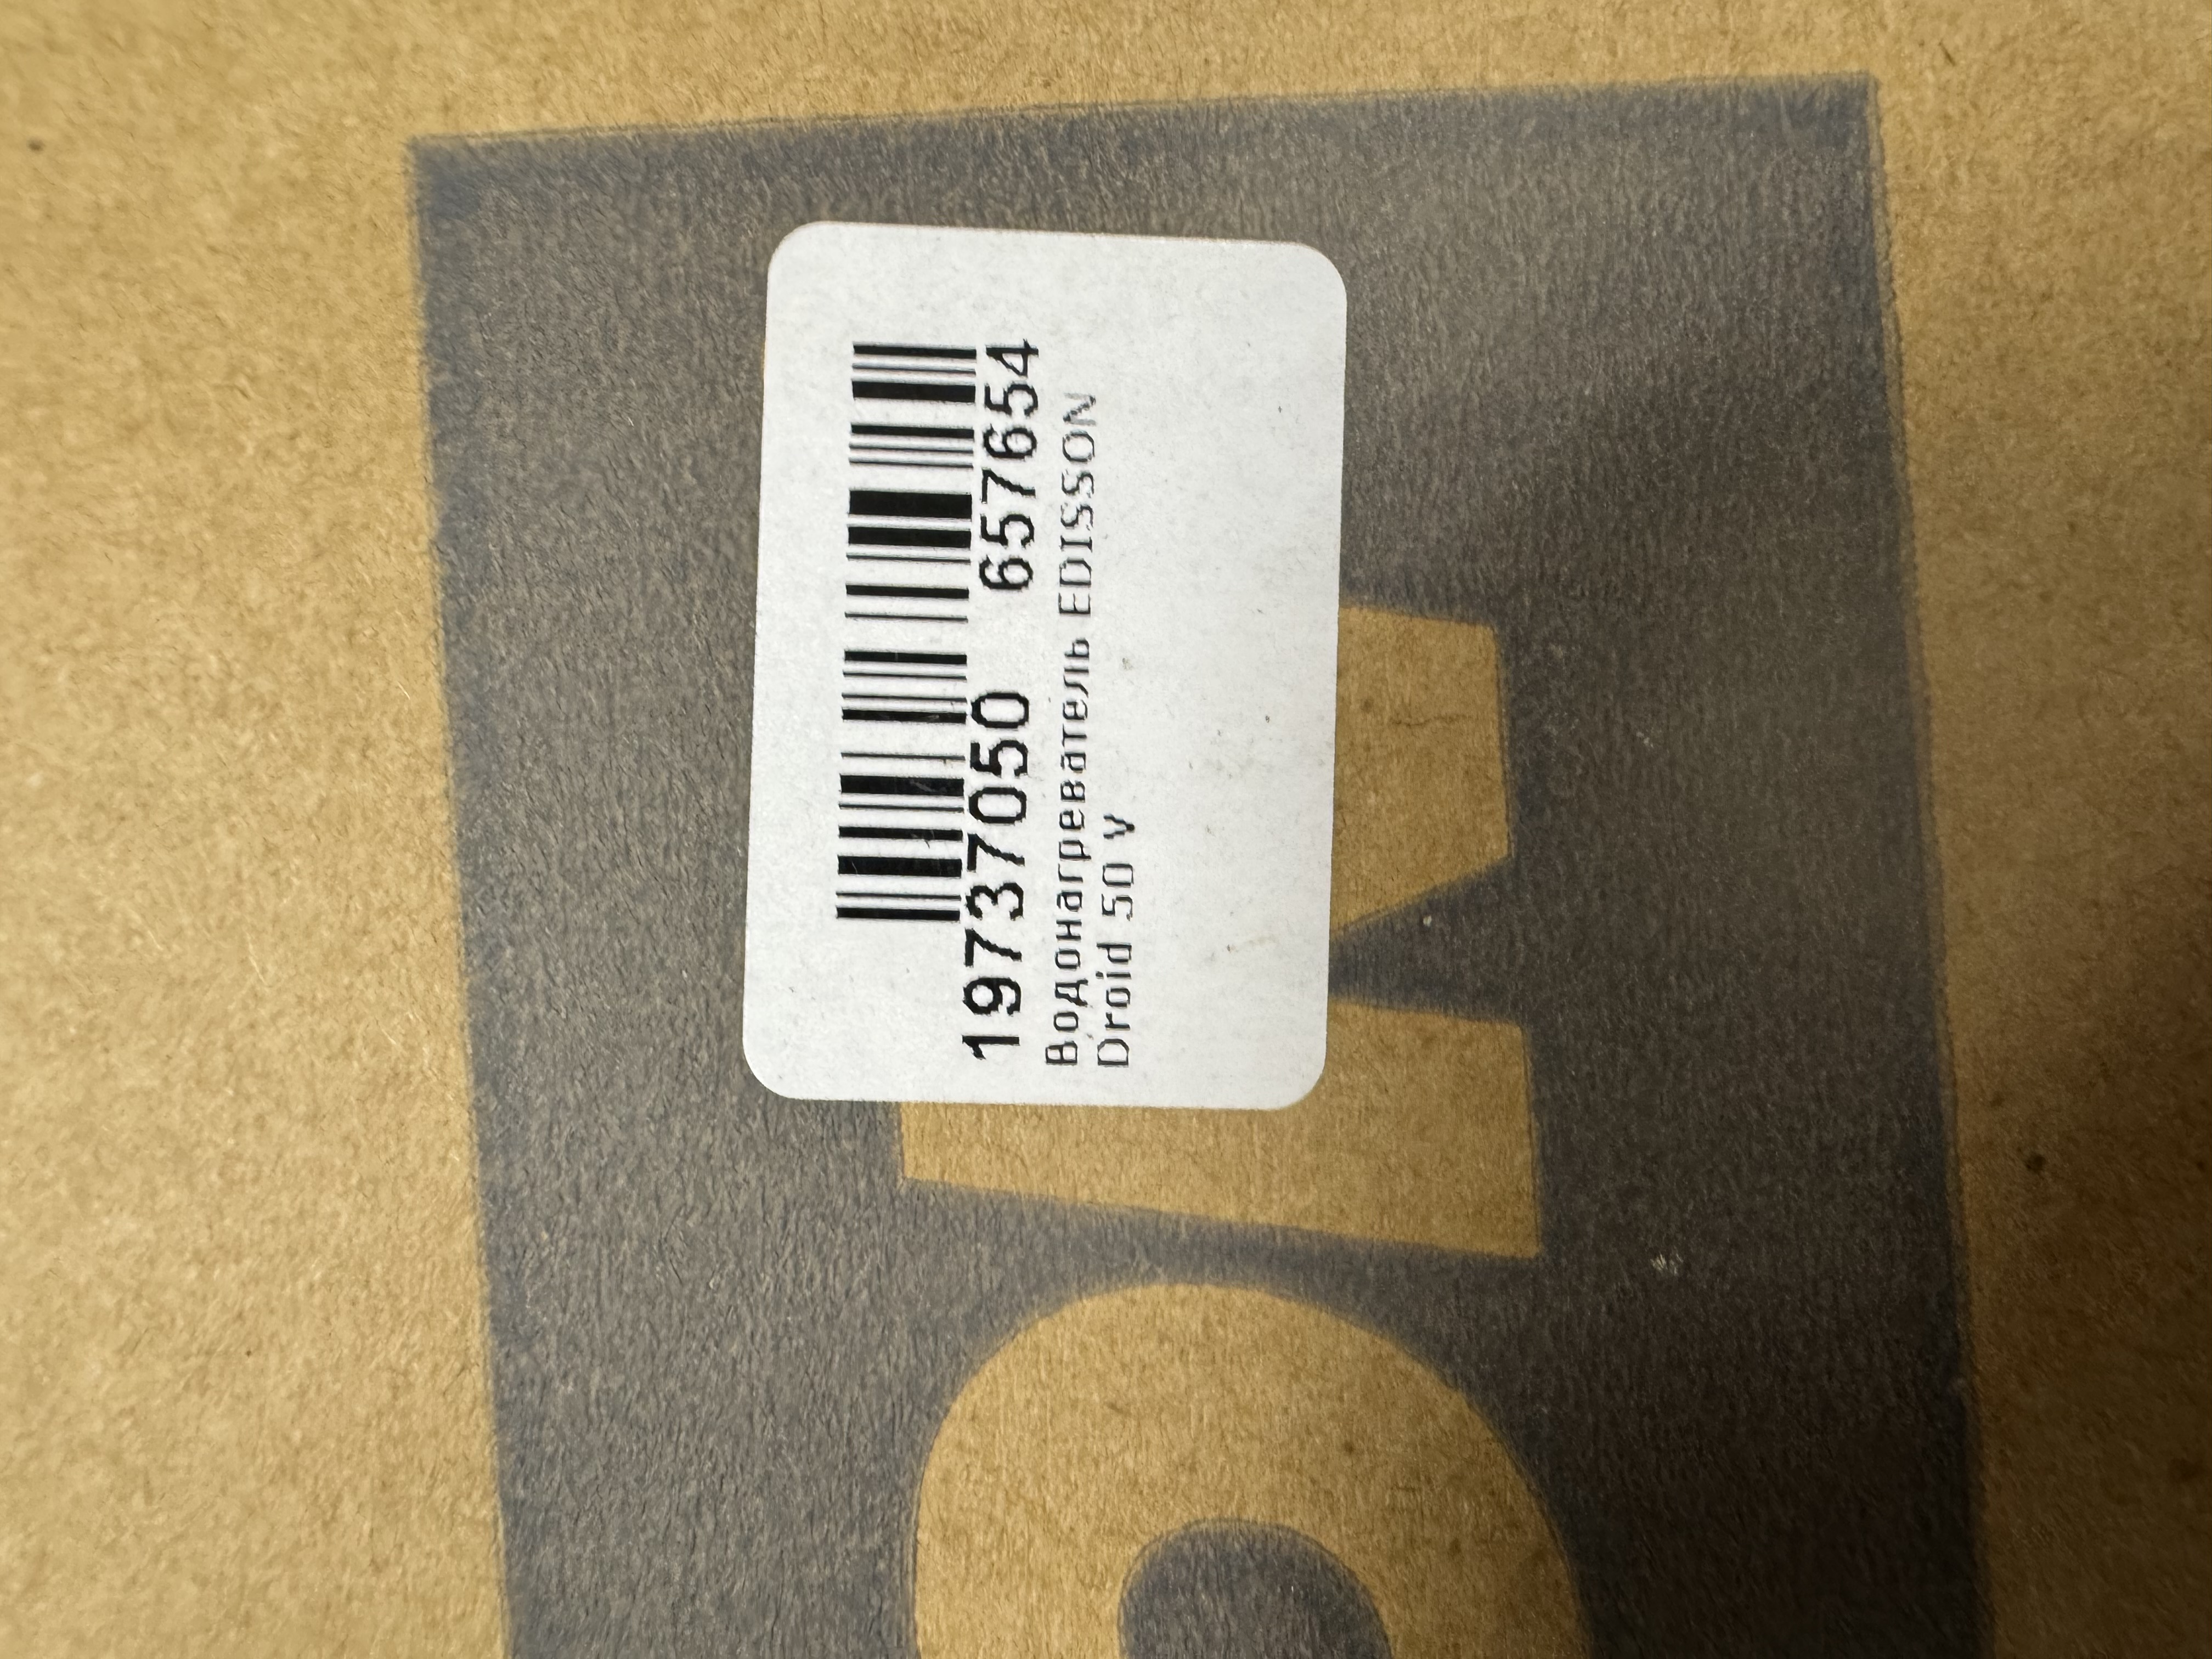 19737050 657654
Водонагреватель EDISSON
Droid 50 V